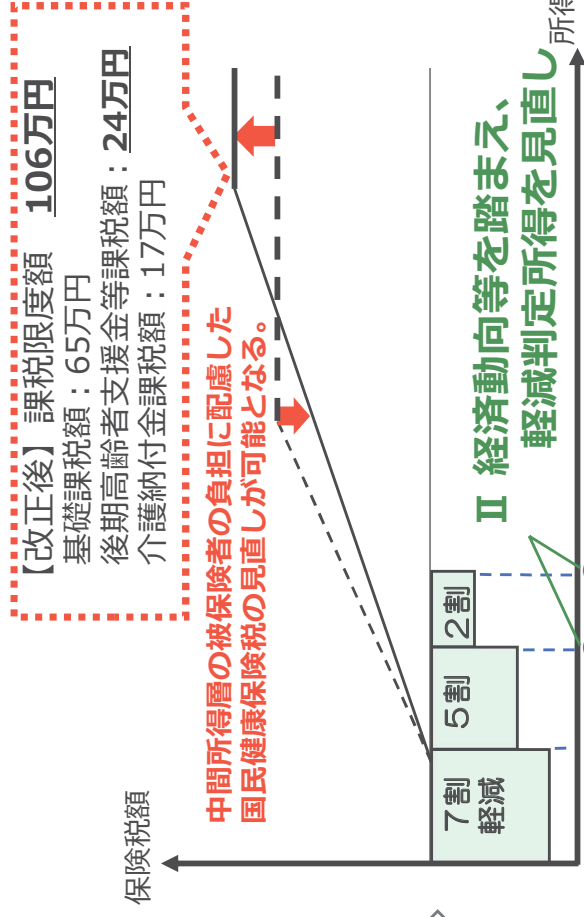 【改正後】課税限度額 106万円
基礎課税額：65万円
後期高齢者支援金等課税額：24万円
介護納付金課税額：17万円
保険税額
中間所得層の被保険者の負担に配慮した
国民健康保険税の見直しが可能となる。
7割
軽減
5割
2割
Ⅱ 経済動向等を踏まえ、
軽減判定所得を見直し
所得